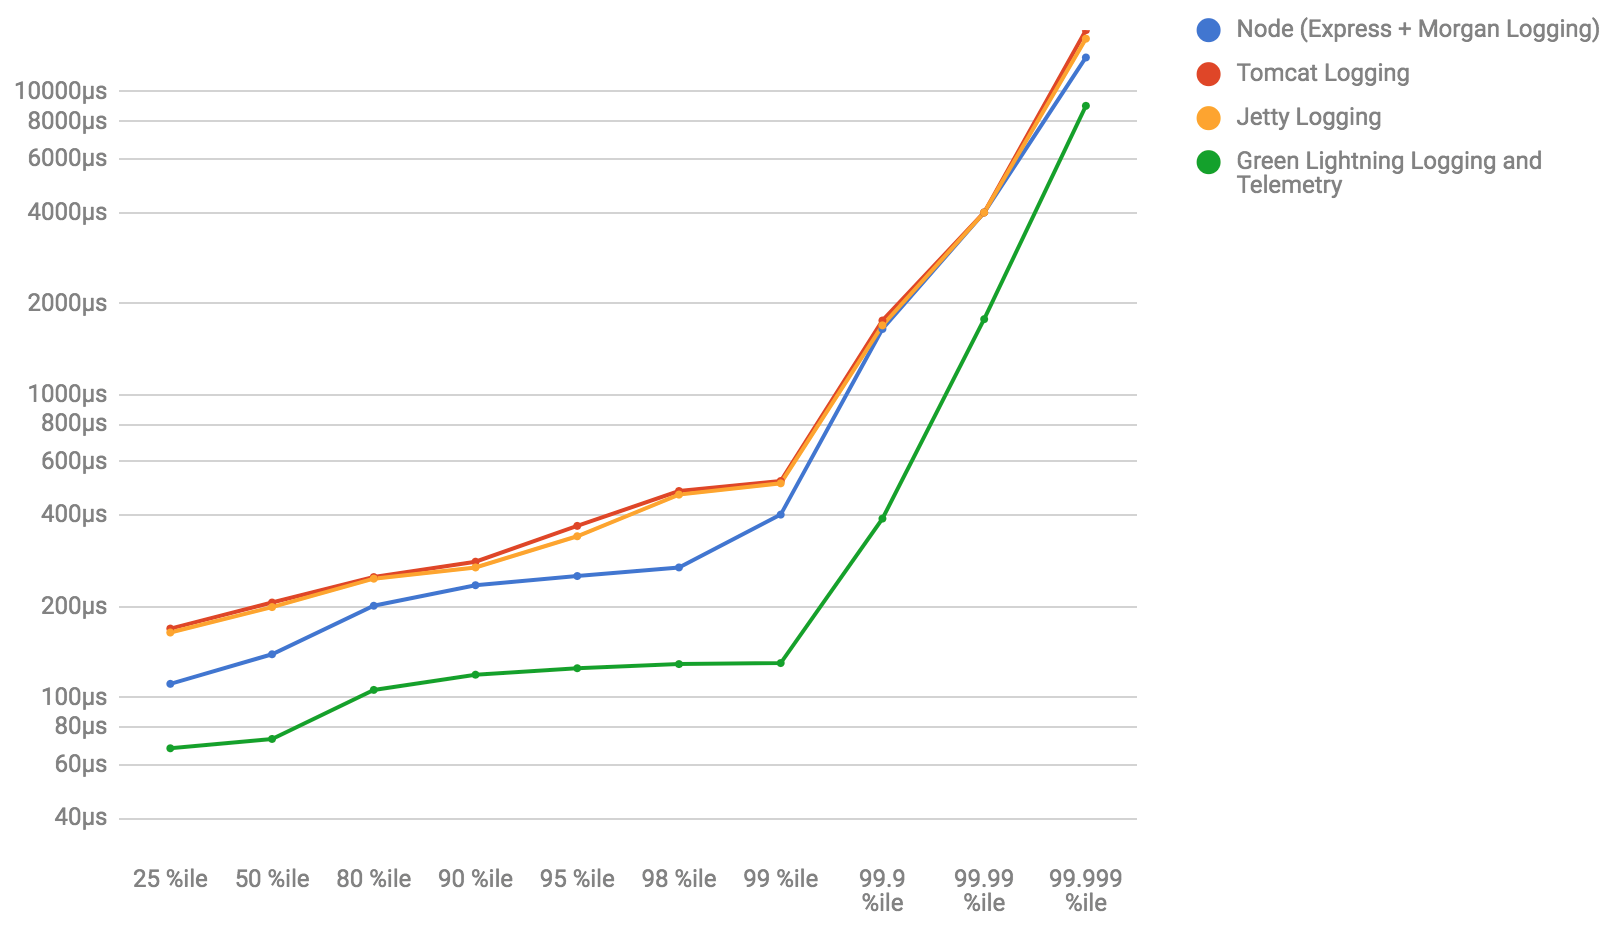 Node (Express + Morgan Logging)
Tomcat Logging
Jetty Logging
Green Lightning Logging and
Telemetry
10000µs
8000µs
6000µs
4000µs
2000µs
1000µs
800µs
600µs
400µs
200µs
100µs
80µs
60µs
40µs
25 %ile 50 %ile 80 %ile 90 %ile 95 %ile 98 %ile 99 %ile 99.9 99.99 99.999
%ile %ile %ile